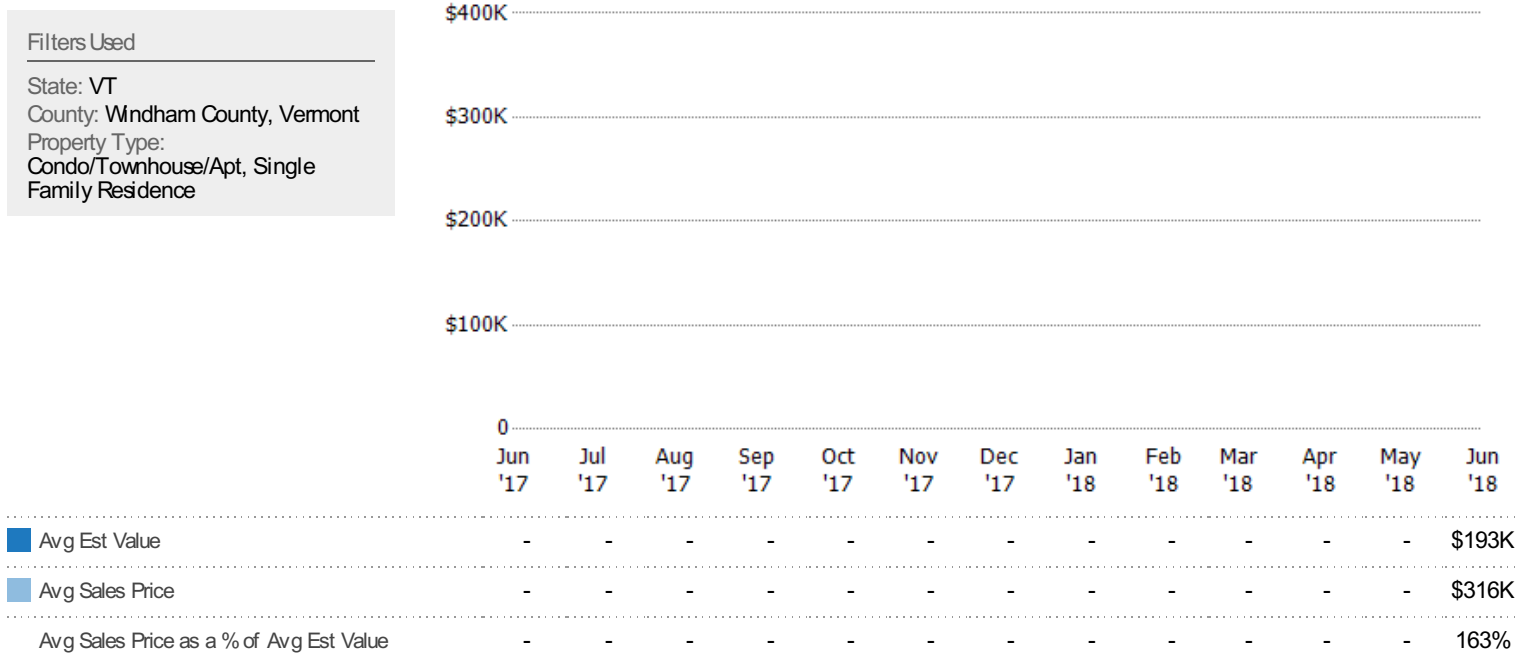 Filters Used
State: VT
County: Windham County, Vermont
Property Type:
Condo/Townhouse/Apt, Single
Family Residence
$400K
$300K
$200K
$100K
0
Jun Jul Aug Sep Oct Nov Dec Jan Feb Mar Apr May Jun
'17 '17 '17 '17 '17 '17 '17 '18 '18 '18 '18 '18 '18
Avg Est Value - - - - - - - - - - - - $193K
Avg Sales Price - - - - - - - - - - - - $316K
Avg Sales Price as a % of Avg Est Value - - - - - - - - - - - - 163%